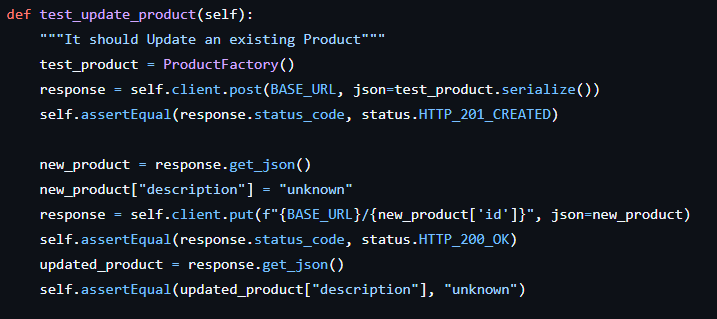 def test_update_product(self):
    """It should Update an existing Product"""
    test_product = ProductFactory()
    response = self.client.post(BASE_URL, json=test_product.serialize())
    self.assertEqual(response.status_code, status.HTTP_201_CREATED)

    new_product = response.get_json()
    new_product["description"] = "unknown"
    response = self.client.put(f"{BASE_URL}/{new_product['id']}", json=new_product)
    self.assertEqual(response.status_code, status.HTTP_200_OK)
    updated_product = response.get_json()
    self.assertEqual(updated_product["description"], "unknown")